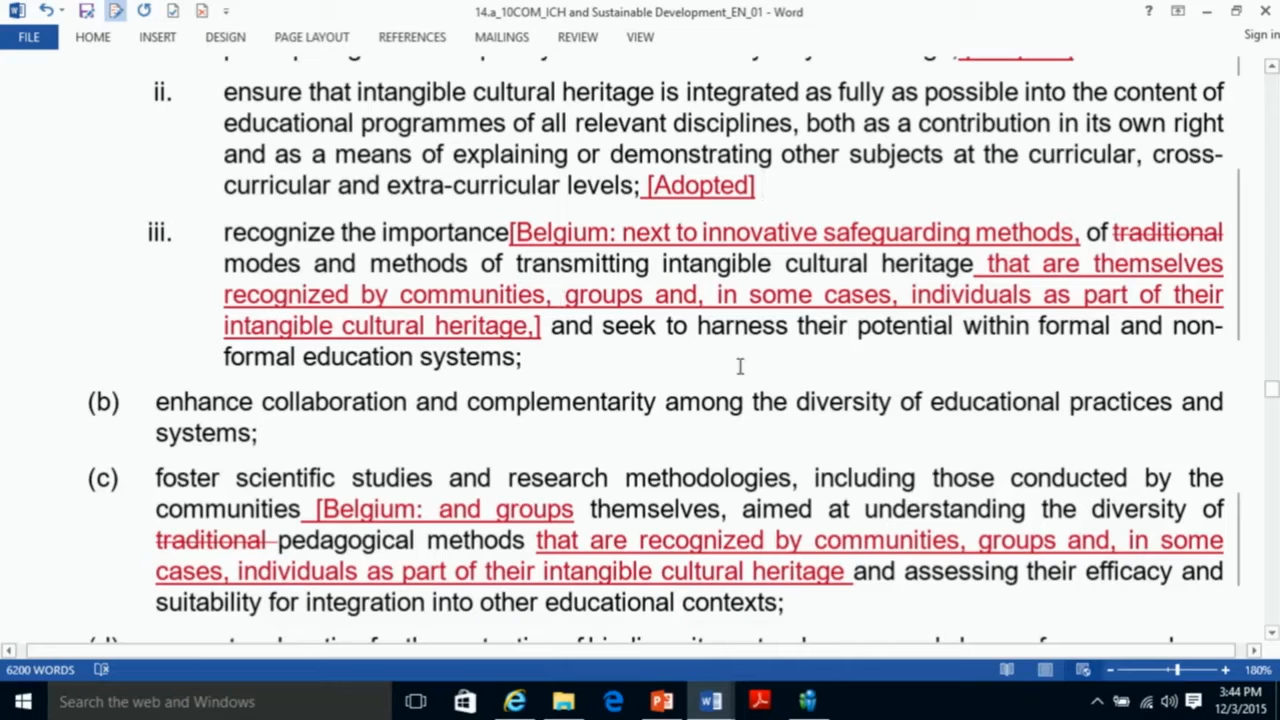 14.a_10COM_ICH and Sustainable Development_EN_01 - Word
FILE HOME INSERT DESIGN PAGE LAYOUT REFERENCES MAILINGS REVIEW VIEW Sign in
ii. ensure that intangible cultural heritage is integrated as fully as possible into the content of
educational programmes of all relevant disciplines, both as a contribution in its own right
and as a means of explaining or demonstrating other subjects at the curricular, cross-
curricular and extra-curricular levels; [Adopted]
iii. recognize the importance[Belgium: next to innovative safeguarding methods, of traditional
modes and methods of transmitting intangible cultural heritage that are themselves
recognized by communities, groups and, in some cases, individuals as part of their
intangible cultural heritage,] and seek to harness their potential within formal and non-
formal education systems;
(b) enhance collaboration and complementarity among the diversity of educational practices and
systems;
(c) foster scientific studies and research methodologies, including those conducted by the
communities [Belgium: and groups themselves, aimed at understanding the diversity of
traditional pedagogical methods that are recognized by communities, groups and, in some
cases, individuals as part of their intangible cultural heritage and assessing their efficacy and
suitability for integration into other educational contexts;
6200 WORDS 180%
Search the web and Windows
3:44 PM
12/3/2015